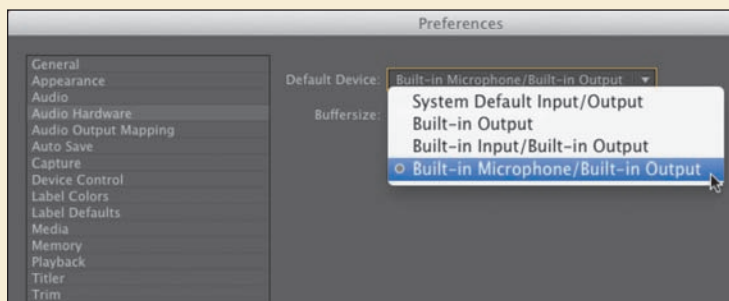 Preferences
General
Appearance
Audio
Audio Hardware
Audio Output Mapping
Auto Save
Capture
Device Control
Label Colors
Label Defaults
Media
Memory
Playback
Titler
Trim
Default Device: Built-in Microphone/Built-in Output
Buffersize:
System Default Input/Output
Built-in Output
Built-in Input/Built-in Output
Built-in Microphone/Built-in Output